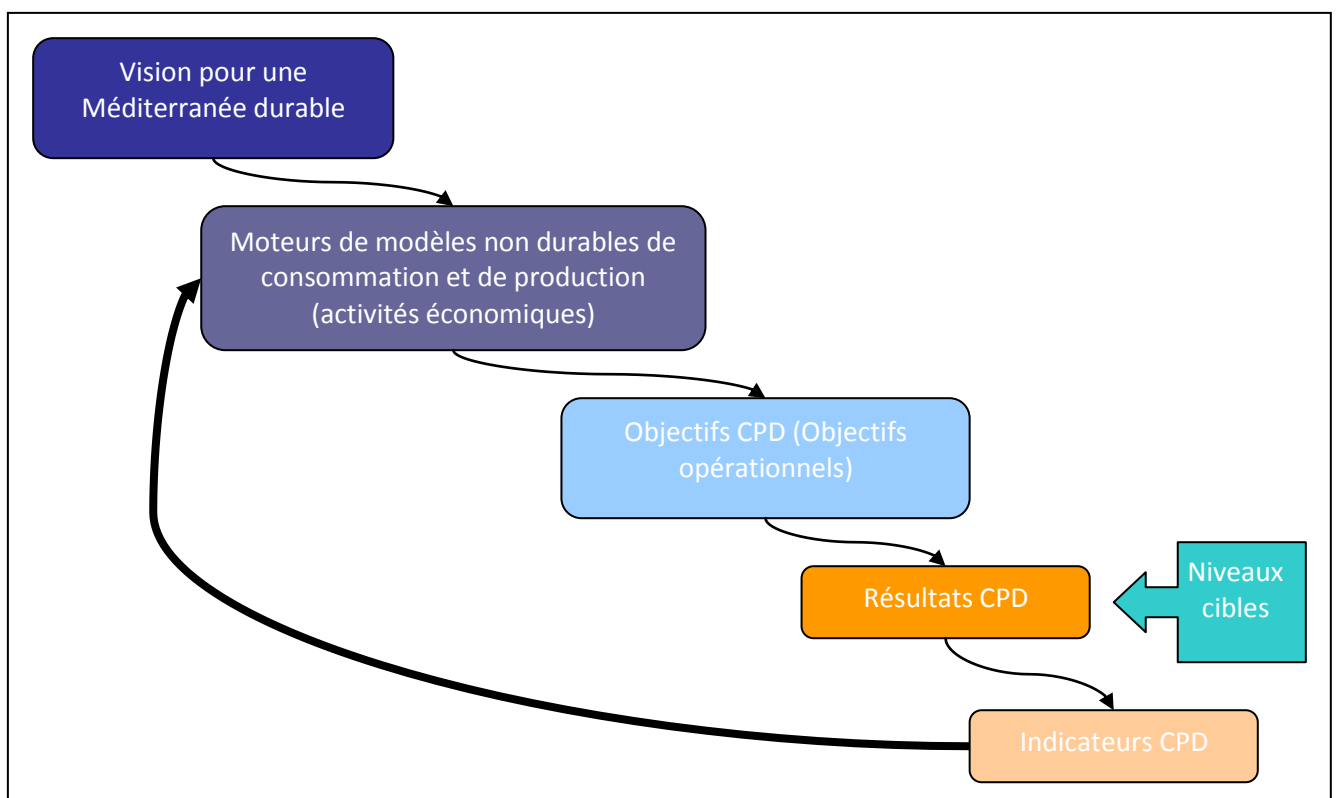 Vision pour une
Méditerranée durable
Moteurs de modèles non durables de
consommation et de production
(activités économiques)
Objectifs CPD (Objectifs
opérationnels)
Résultats CPD
Niveaux
cibles
Indicateurs CPD